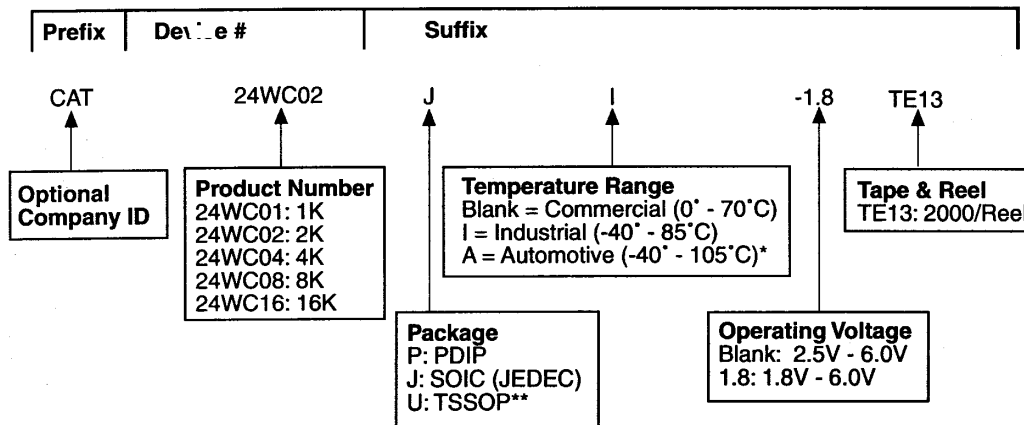 Prefix Device # Suffix
CAT 24WC02 J I -1.8 TE13
Optional
Company ID
Product Number
24WC01: 1K
24WC02: 2K
24WC04: 4K
24WC08: 8K
24WC16: 16K
Temperature Range
Blank = Commercial (0˚ - 70˚C)
I = Industrial (-40˚ - 85˚C)
A = Automotive (-40˚ - 105˚C)*
Tape & Reel
TE13: 2000/Reel
Package
P: PDIP
J: SOIC (JEDEC)
U: TSSOP**
Operating Voltage
Blank: 2.5V - 6.0V
1.8: 1.8V - 6.0V